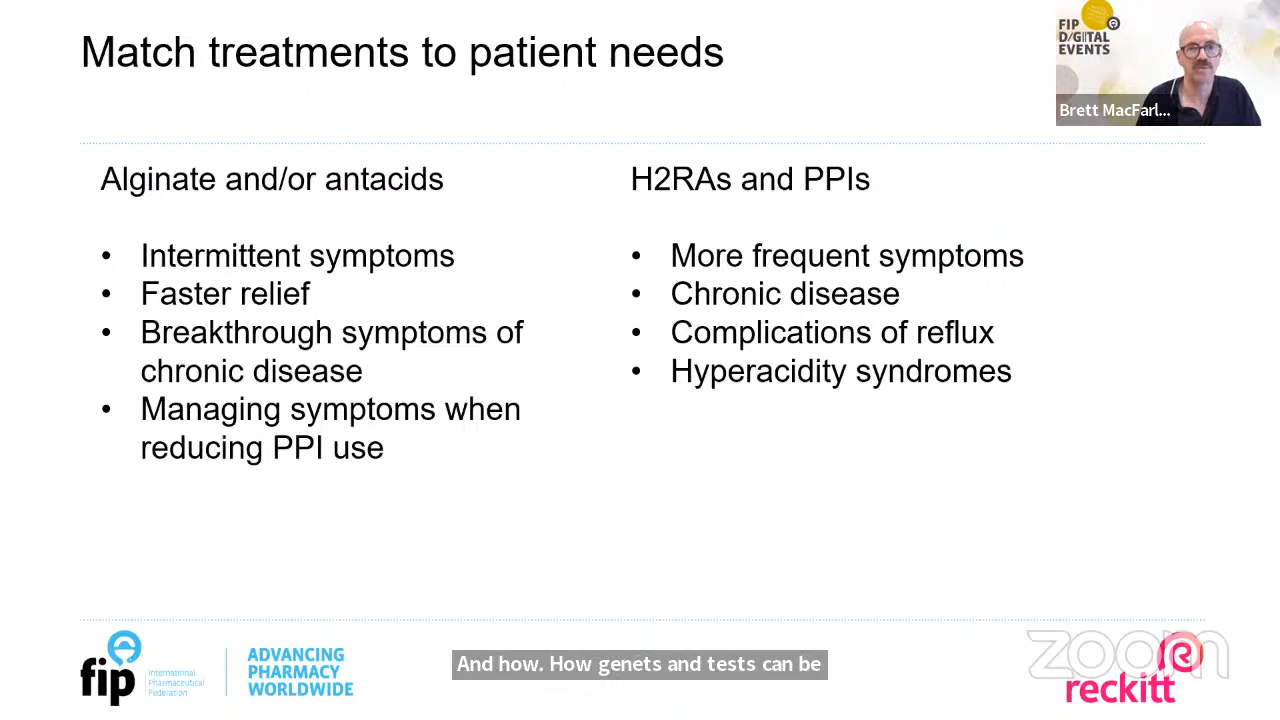 Match treatments to patient needs
FIP
DIGITAL
EVENTS
Brett MacFarl...
Alginate and/or antacids
• Intermittent symptoms
• Faster relief
• Breakthrough symptoms of
chronic disease
• Managing symptoms when
reducing PPI use
H2RAs and PPIs
• More frequent symptoms
• Chronic disease
• Complications of reflux
• Hyperacidity syndromes
fip
International
Pharmaceutical
Federation
ADVANCING
PHARMACY
WORLDWIDE
And how. How genets and tests can be
zoom
reckitt